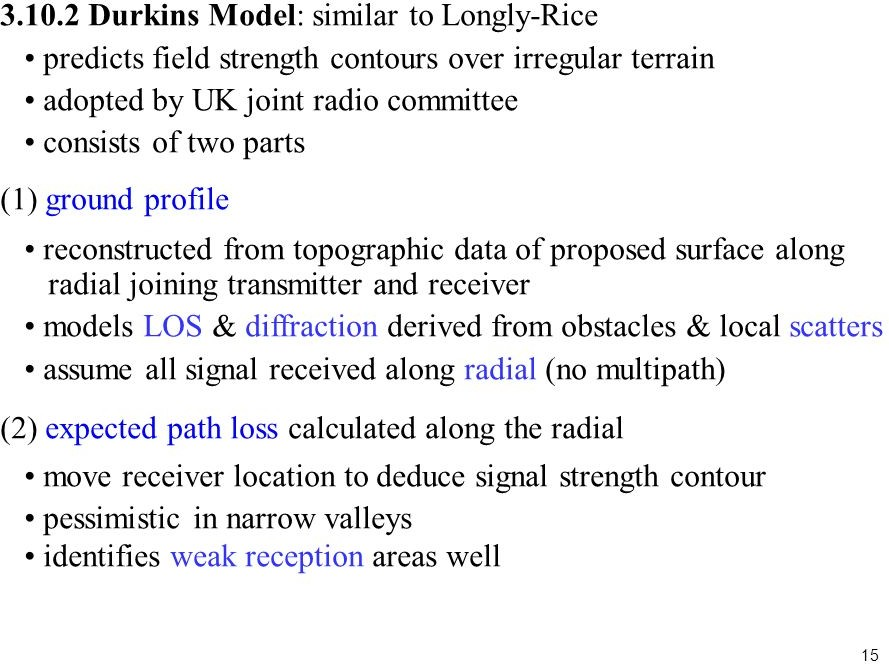 3.10.2 Durkins Model: similar to Longly-Rice
• predicts field strength contours over irregular terrain
• adopted by UK joint radio committee
• consists of two parts
(1) ground profile
• reconstructed from topographic data of proposed surface along
radial joining transmitter and receiver
• models LOS & diffraction derived from obstacles & local scatters
• assume all signal received along radial (no multipath)
(2) expected path loss calculated along the radial
• move receiver location to deduce signal strength contour
• pessimistic in narrow valleys
• identifies weak reception areas well
15